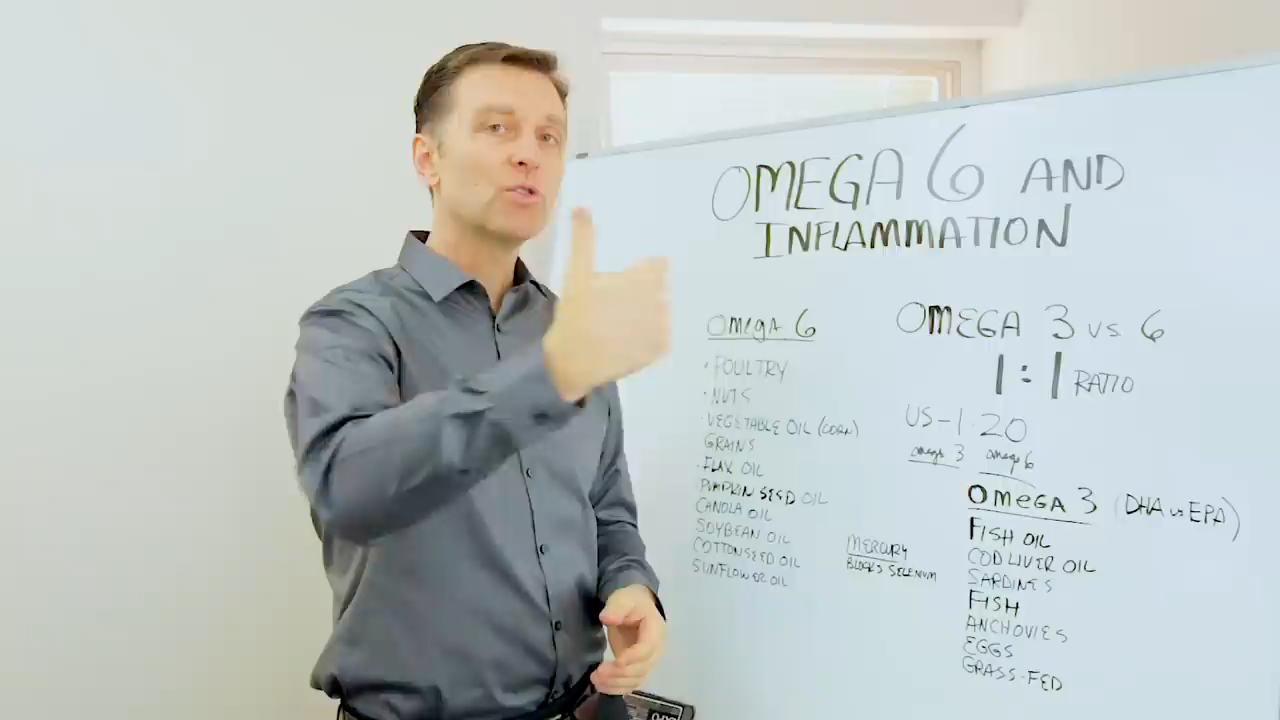 OMEGA 6 AND
INFLAMMATION
Omega 6
• POULTRY
• NUTS
• VEGETABLE OIL (CORN)
GRAINS
• FLAX OIL
PUMPKIN SEED OIL
CANOLA OIL
SOYBEAN OIL
COTTONSEED OIL
SUNFLOWER OIL
MERCURY
BLOCKS SELENIUM
OMEGA 3 vs 6
1:1 RATIO
US-1:20
omega 3 omega 6
OMEGA 3 (DHA vs EPA)
FISH OIL
COD LIVER OIL
SARDINES
FISH
ANCHOVIES
EGGS
GRASS-FED